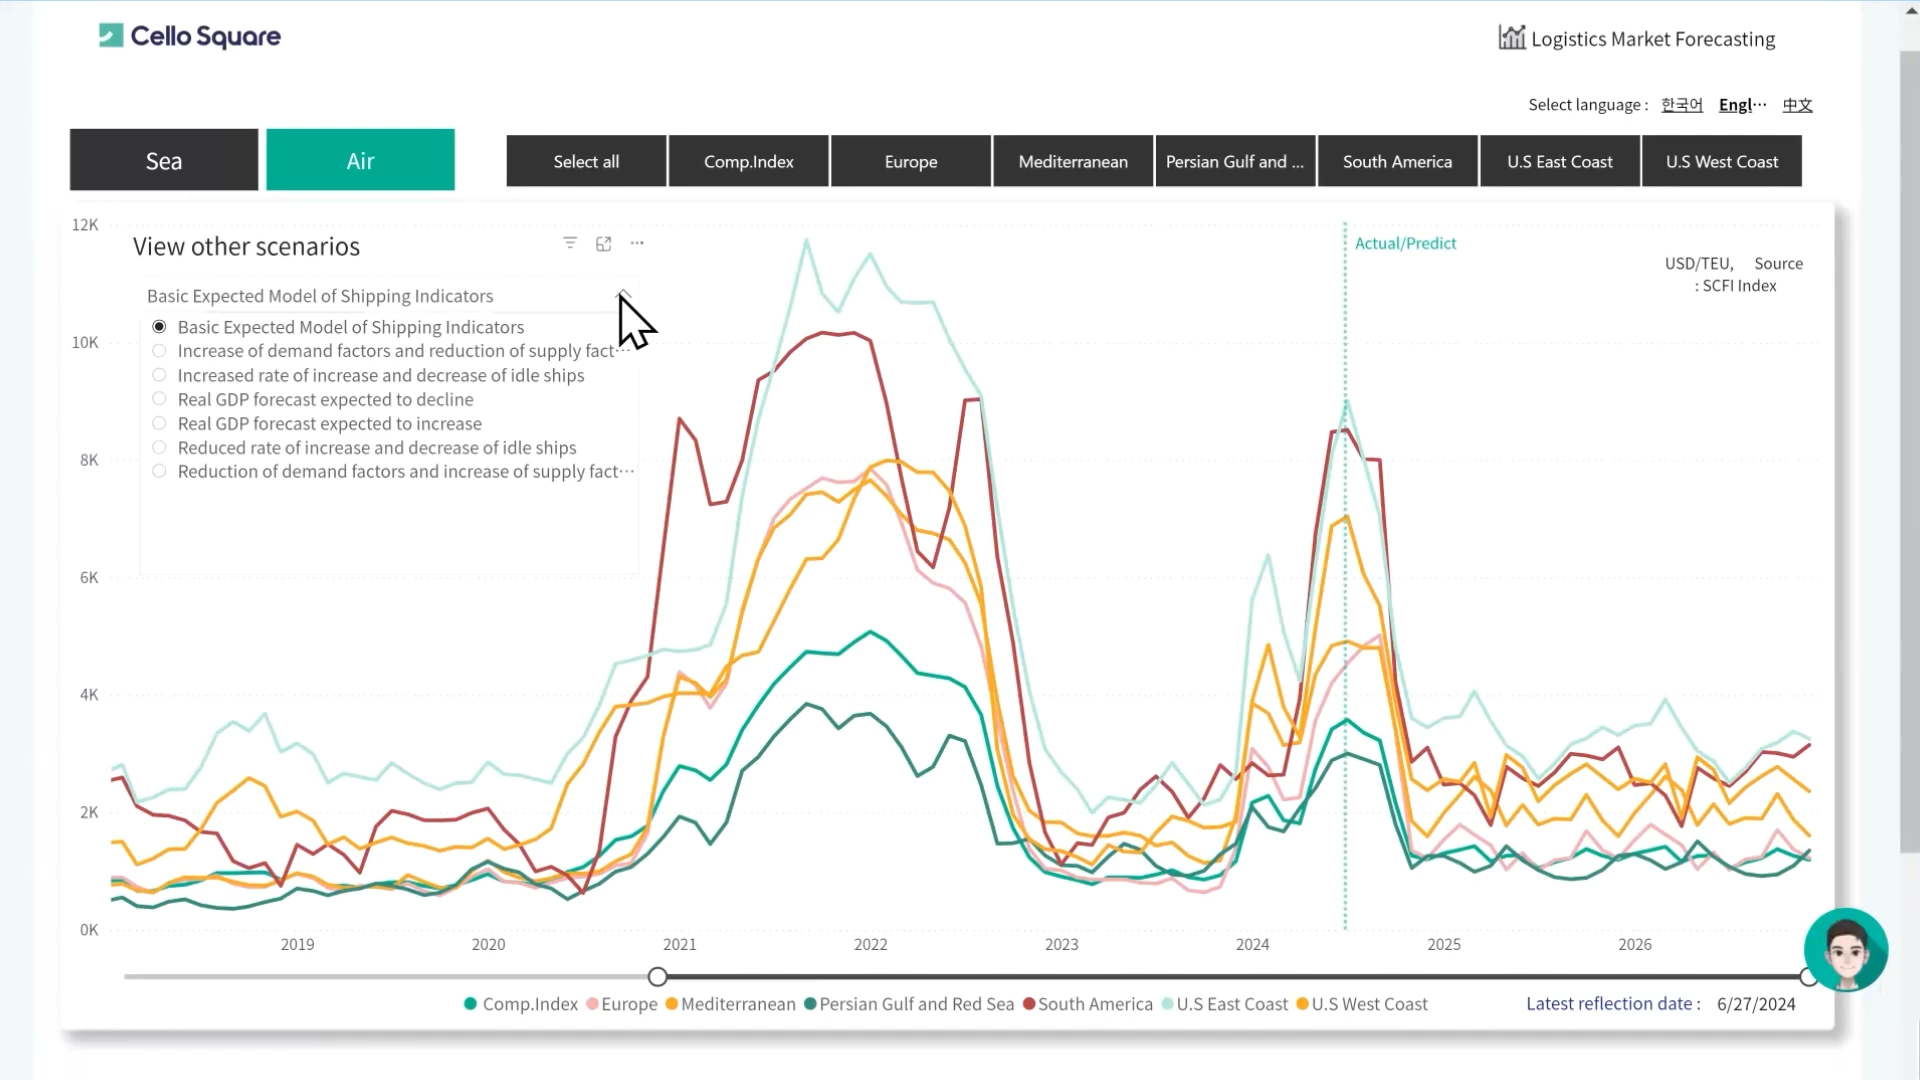 Cello Square
Logistics Market Forecasting
Select language : 한국어 Engl··· 中文
Sea Air Select all Comp.Index Europe Mediterranean Persian Gulf and ... South America U.S East Coast U.S West Coast
12K
View other scenarios
Actual/Predict
USD/TEU, Source
: SCFI Index
Basic Expected Model of Shipping Indicators
Basic Expected Model of Shipping Indicators
10K
Increase of demand factors and reduction of supply fact···
Increased rate of increase and decrease of idle ships
Real GDP forecast expected to decline
Real GDP forecast expected to increase
Reduced rate of increase and decrease of idle ships
8K
Reduction of demand factors and increase of supply fact···
6K
4K
2K
0K
2019 2020 2021 2022 2023 2024 2025 2026
Comp.Index Europe Mediterranean Persian Gulf and Red Sea South America U.S East Coast U.S West Coast
Latest reflection date : 6/27/2024